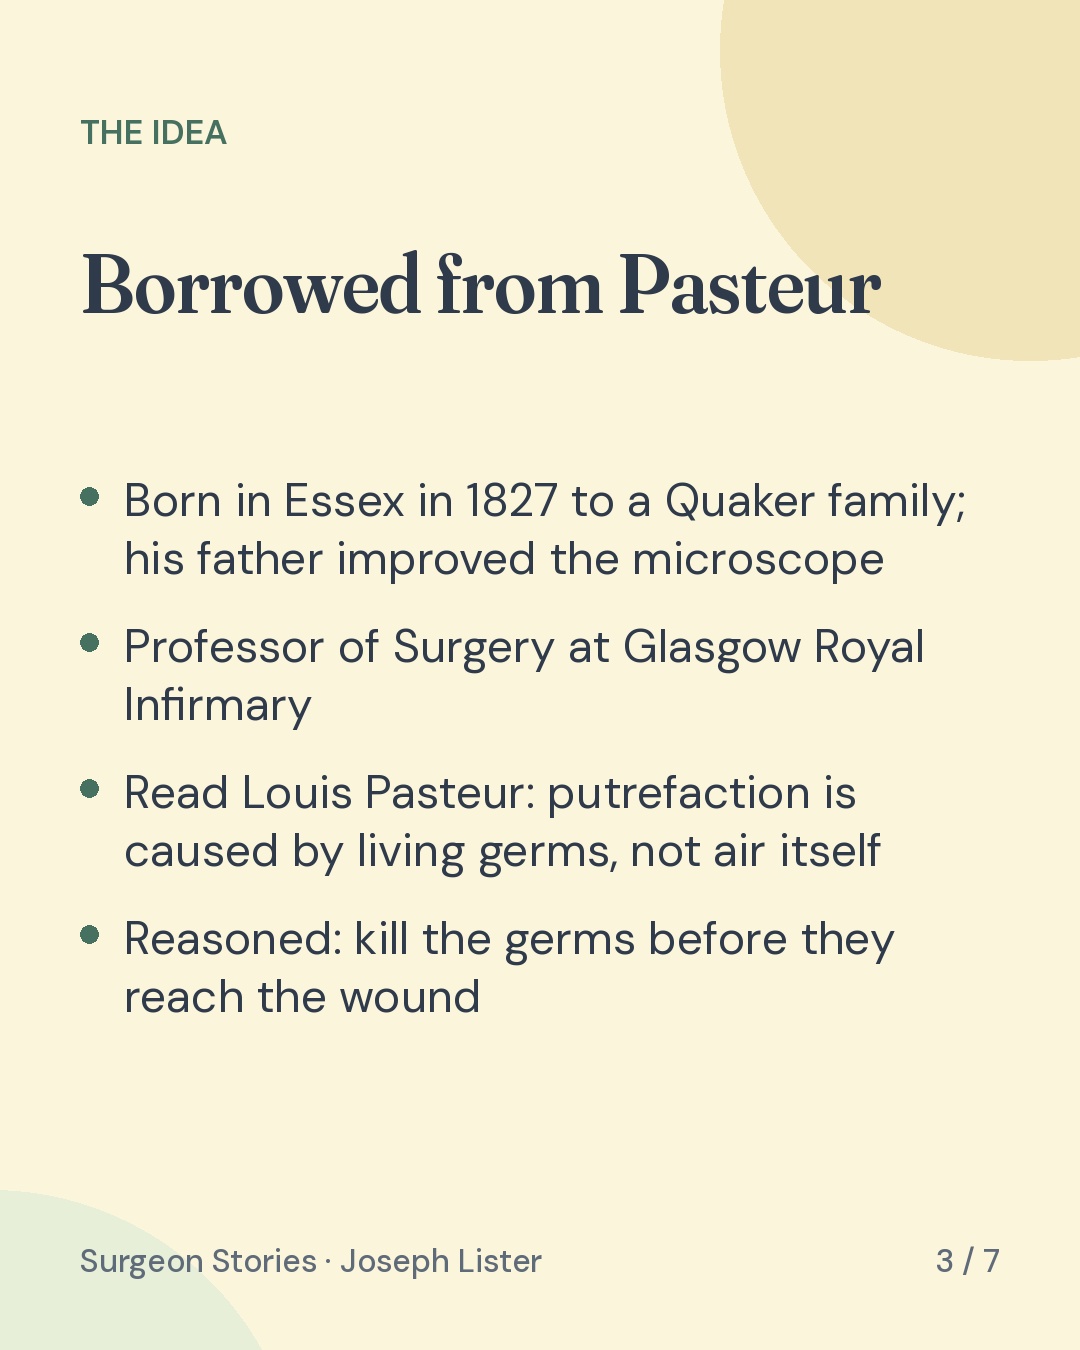 THE IDEA
Borrowed from Pasteur
• Born in Essex in 1827 to a Quaker family;
his father improved the microscope
• Professor of Surgery at Glasgow Royal
Infirmary
• Read Louis Pasteur: putrefaction is
caused by living germs, not air itself
• Reasoned: kill the germs before they
reach the wound
Surgeon Stories · Joseph Lister
3 / 7